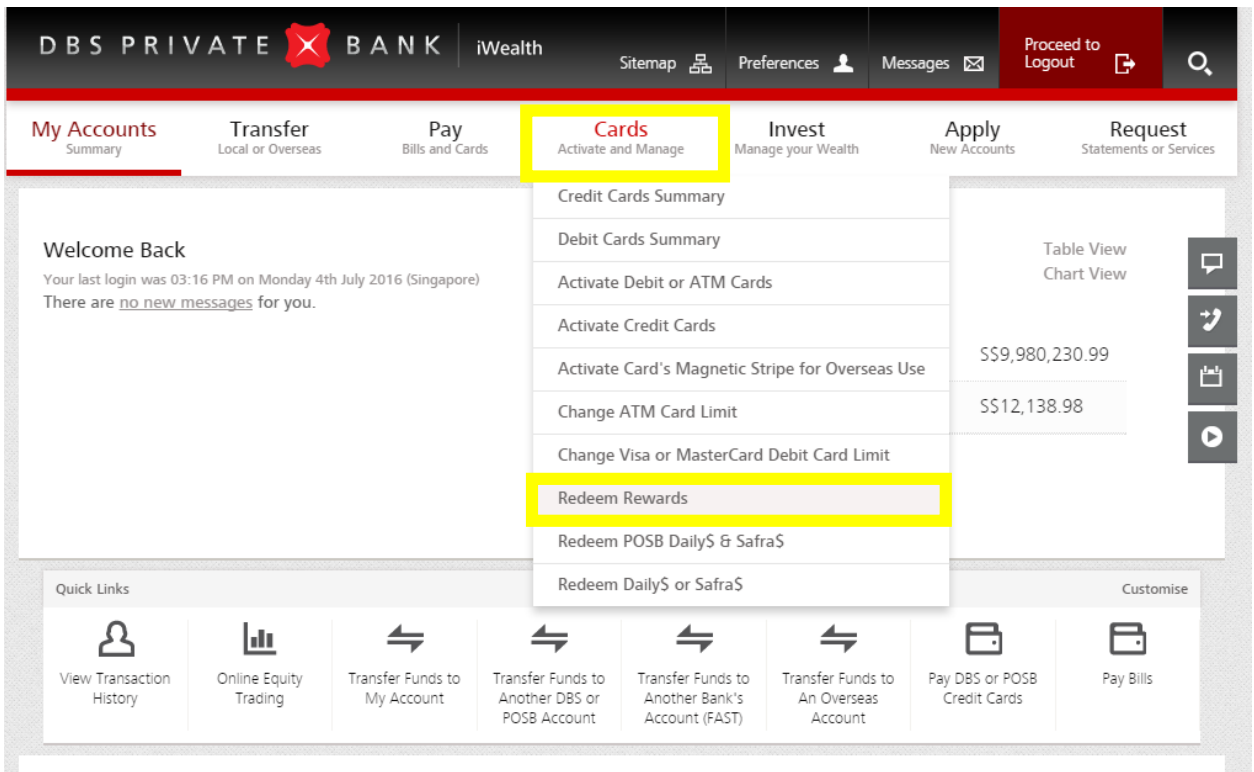 DBS PRIVATE BANK iWealth
Sitemap Preferences Messages Proceed to
Logout
My Accounts Transfer Pay Cards Invest Apply Request
Summary Local or Overseas Bills and Cards Activate and Manage Manage your Wealth New Accounts Statements or Services
Credit Cards Summary
Debit Cards Summary
Activate Debit or ATM Cards
Activate Credit Cards
Activate Card's Magnetic Stripe for Overseas Use
Change ATM Card Limit
Change Visa or MasterCard Debit Card Limit
Redeem Rewards
Redeem POSB Daily$ & Safra$
Redeem Daily$ or Safra$
Welcome Back
Your last login was 03:16 PM on Monday 4th July 2016 (Singapore)
There are no new messages for you.
Table View
Chart View
S$9,980,230.99
S$12,138.98
Quick Links Customise
View Transaction
History
Online Equity
Trading
Transfer Funds to
My Account
Transfer Funds to
Another DBS or
POSB Account
Transfer Funds to
Another Bank's
Account (FAST)
Transfer Funds to
An Overseas
Account
Pay DBS or POSB
Credit Cards
Pay Bills